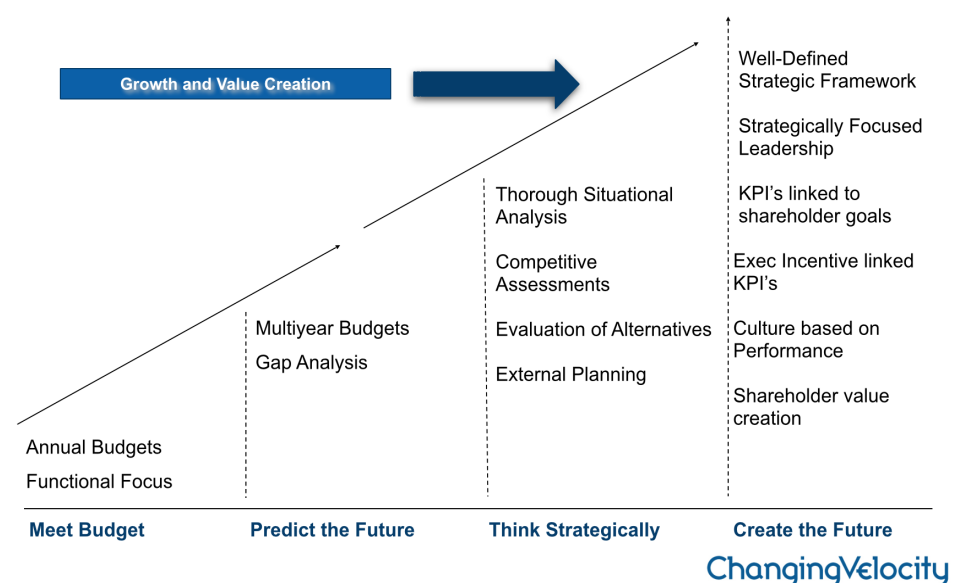 Growth and Value Creation
Well-Defined
Strategic Framework
Strategically Focused
Leadership
KPI's linked to
shareholder goals
Exec Incentive linked
KPI's
Culture based on
Performance
Shareholder value
creation
Thorough Situational
Analysis
Competitive
Assessments
Evaluation of Alternatives
External Planning
Multiyear Budgets
Gap Analysis
Annual Budgets
Functional Focus
Meet Budget
Predict the Future
Think Strategically
Create the Future
ChangingVelocity